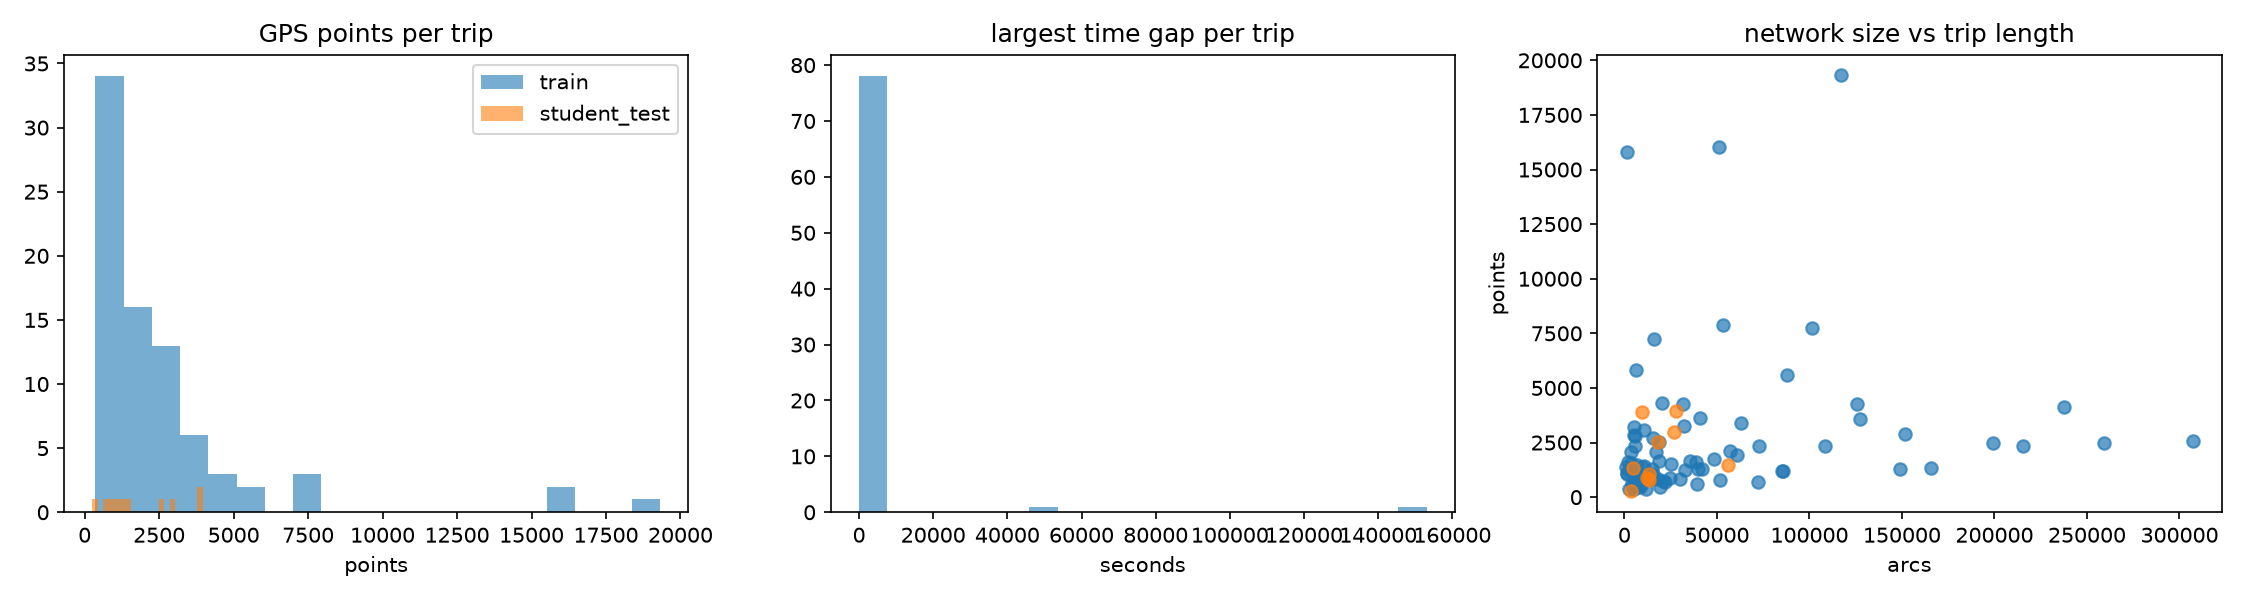 GPS points per trip
35
30
25
20
15
10
5
0
train
student_test
0 2500 5000 7500 10000 12500 15000 17500 20000
points
largest time gap per trip
80
70
60
50
40
30
20
10
0
0 20000 40000 60000 80000 100000 120000 140000 160000
seconds
network size vs trip length
20000
17500
15000
12500
10000
7500
5000
2500
0
points
0 50000 100000 150000 200000 250000 300000
arcs